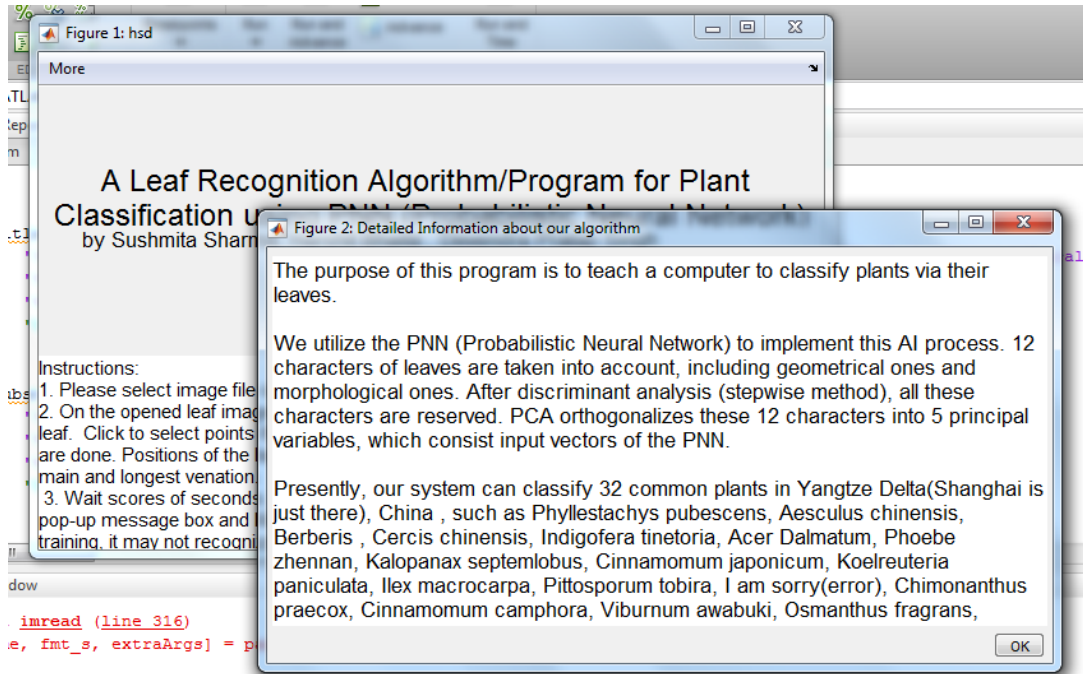 Figure 1: hsd
More
ATL
Rep
A Leaf Recognition Algorithm/Program for Plant
Classification using PNN (Probabilistic Neural Network)
by Sushmita
Figure 2: Detailed Information about our algorithm
The purpose of this program is to teach a computer to classify plants via their
leaves.
We utilize the PNN (Probabilistic Neural Network) to implement this AI process. 12
characters of leaves are taken into account, including geometrical ones and
morphological ones. After discriminant analysis (stepwise method), all these
characters are reserved. PCA orthogonalizes these 12 characters into 5 principal
variables, which consist input vectors of the PNN.
Presently, our system can classify 32 common plants in Yangtze Delta(Shanghai is
just there), China , such as Phyllestachys pubescens, Aesculus chinensis,
Berberis , Cercis chinensis, Indigofera tinetoria, Acer Dalmatum, Phoebe
zhennan, Kalopanax septemlobus, Cinnamomum japonicum, Koelreuteria
paniculata, Ilex macrocarpa, Pittosporum tobira, I am sorry(error), Chimonanthus
praecox, Cinnamomum camphora, Viburnum awabuki, Osmanthus fragrans,
OK
Instructions:
1. Please select image file
2. On the opened leaf
leaf. Click to select points
are done. Positions of the
main and longest venation.
3. Wait scores of seconds
pop-up message box and
training, it may not
dow
imread (line 316)
e, fmt_s, extraArgs] = p